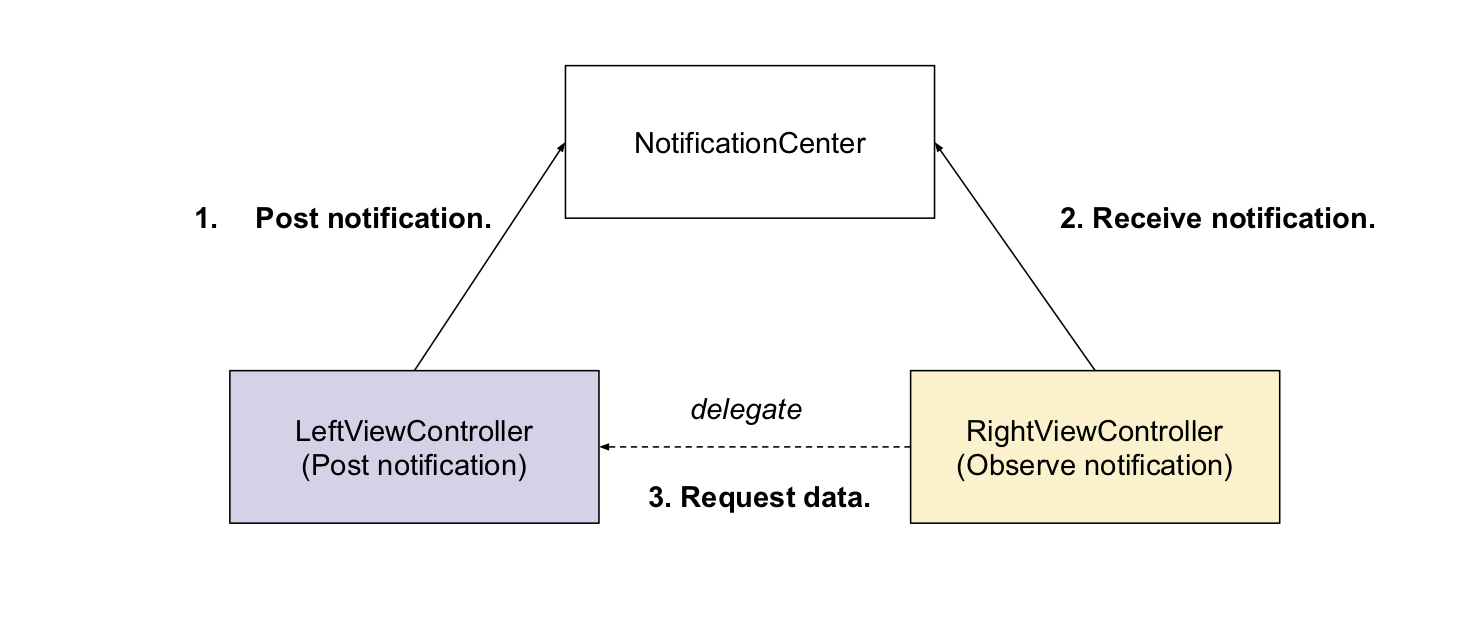 NotificationCenter
1. Post notification.
2. Receive notification.
delegate
LeftViewController
(Post notification)
RightViewController
(Observe notification)
3. Request data.